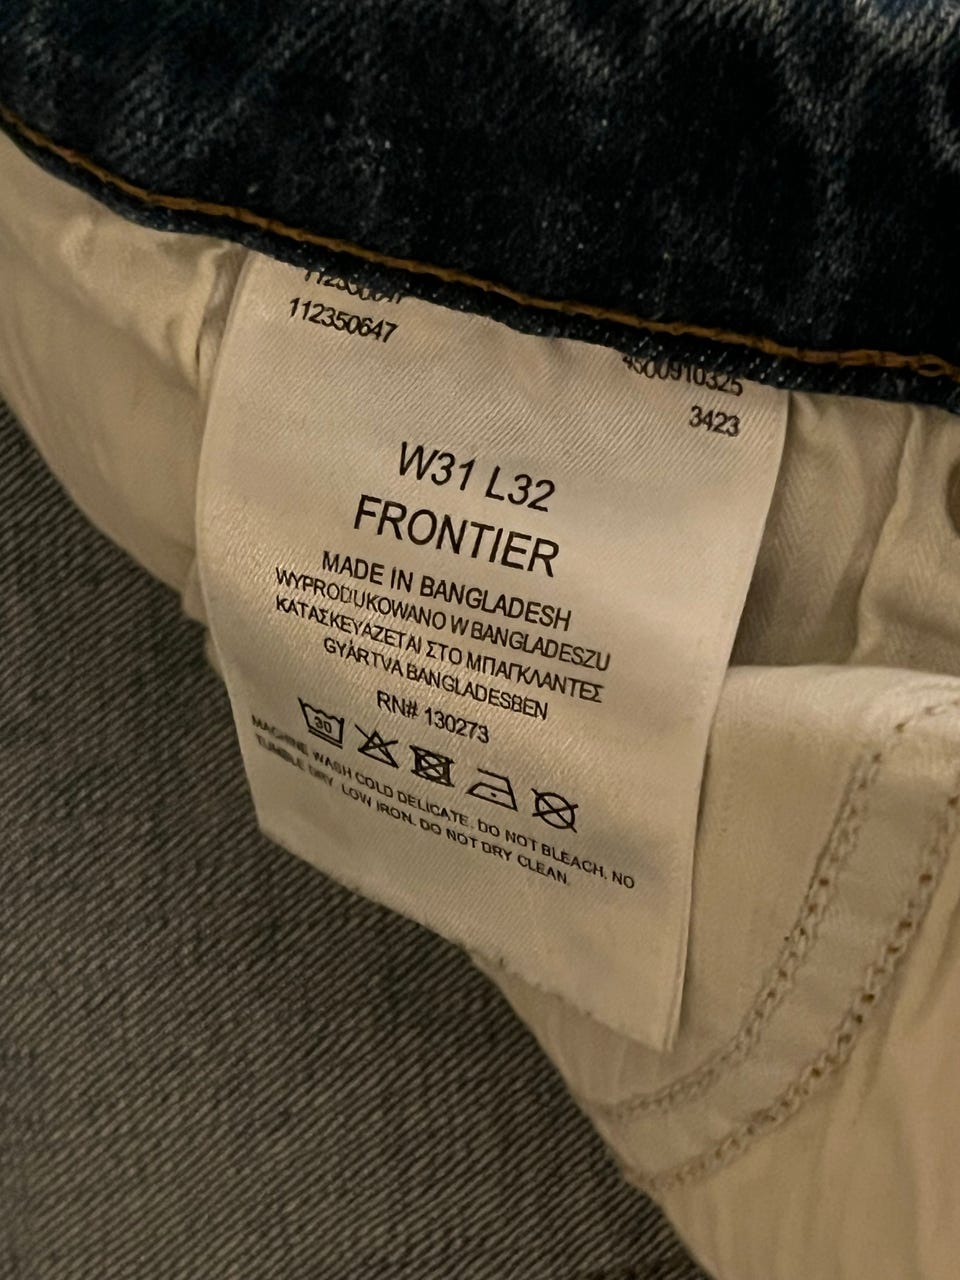 112350647
112350647
4500910325
3423
W31 L32
FRONTIER
MADE IN BANGLADESH
WYPRODUKOWANO W BANGLADESZU
ΚΑΤΑΣΚΕΥΑΖΕΤΑΙ ΣΤΟ ΜΠΑΓΚΛΑΝΤΕΣ
GYÁRTVA BANGLADESBEN
RN# 130273
30
MACHINE WASH COLD DELICATE. DO NOT BLEACH. NO
TUMBLE DRY. LOW IRON. DO NOT DRY CLEAN.